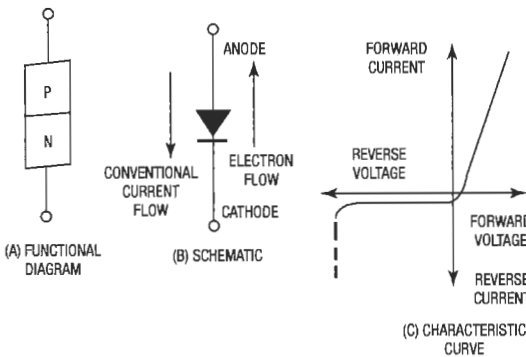 P
N
(A) FUNCTIONAL
DIAGRAM
ANODE
CONVENTIONAL
CURRENT
FLOW
ELECTRON
FLOW
CATHODE
(B) SCHEMATIC
FORWARD
CURRENT
REVERSE
VOLTAGE
FORWARD
VOLTAGE
REVERSE
CURRENT
(C) CHARACTERISTIC
CURVE